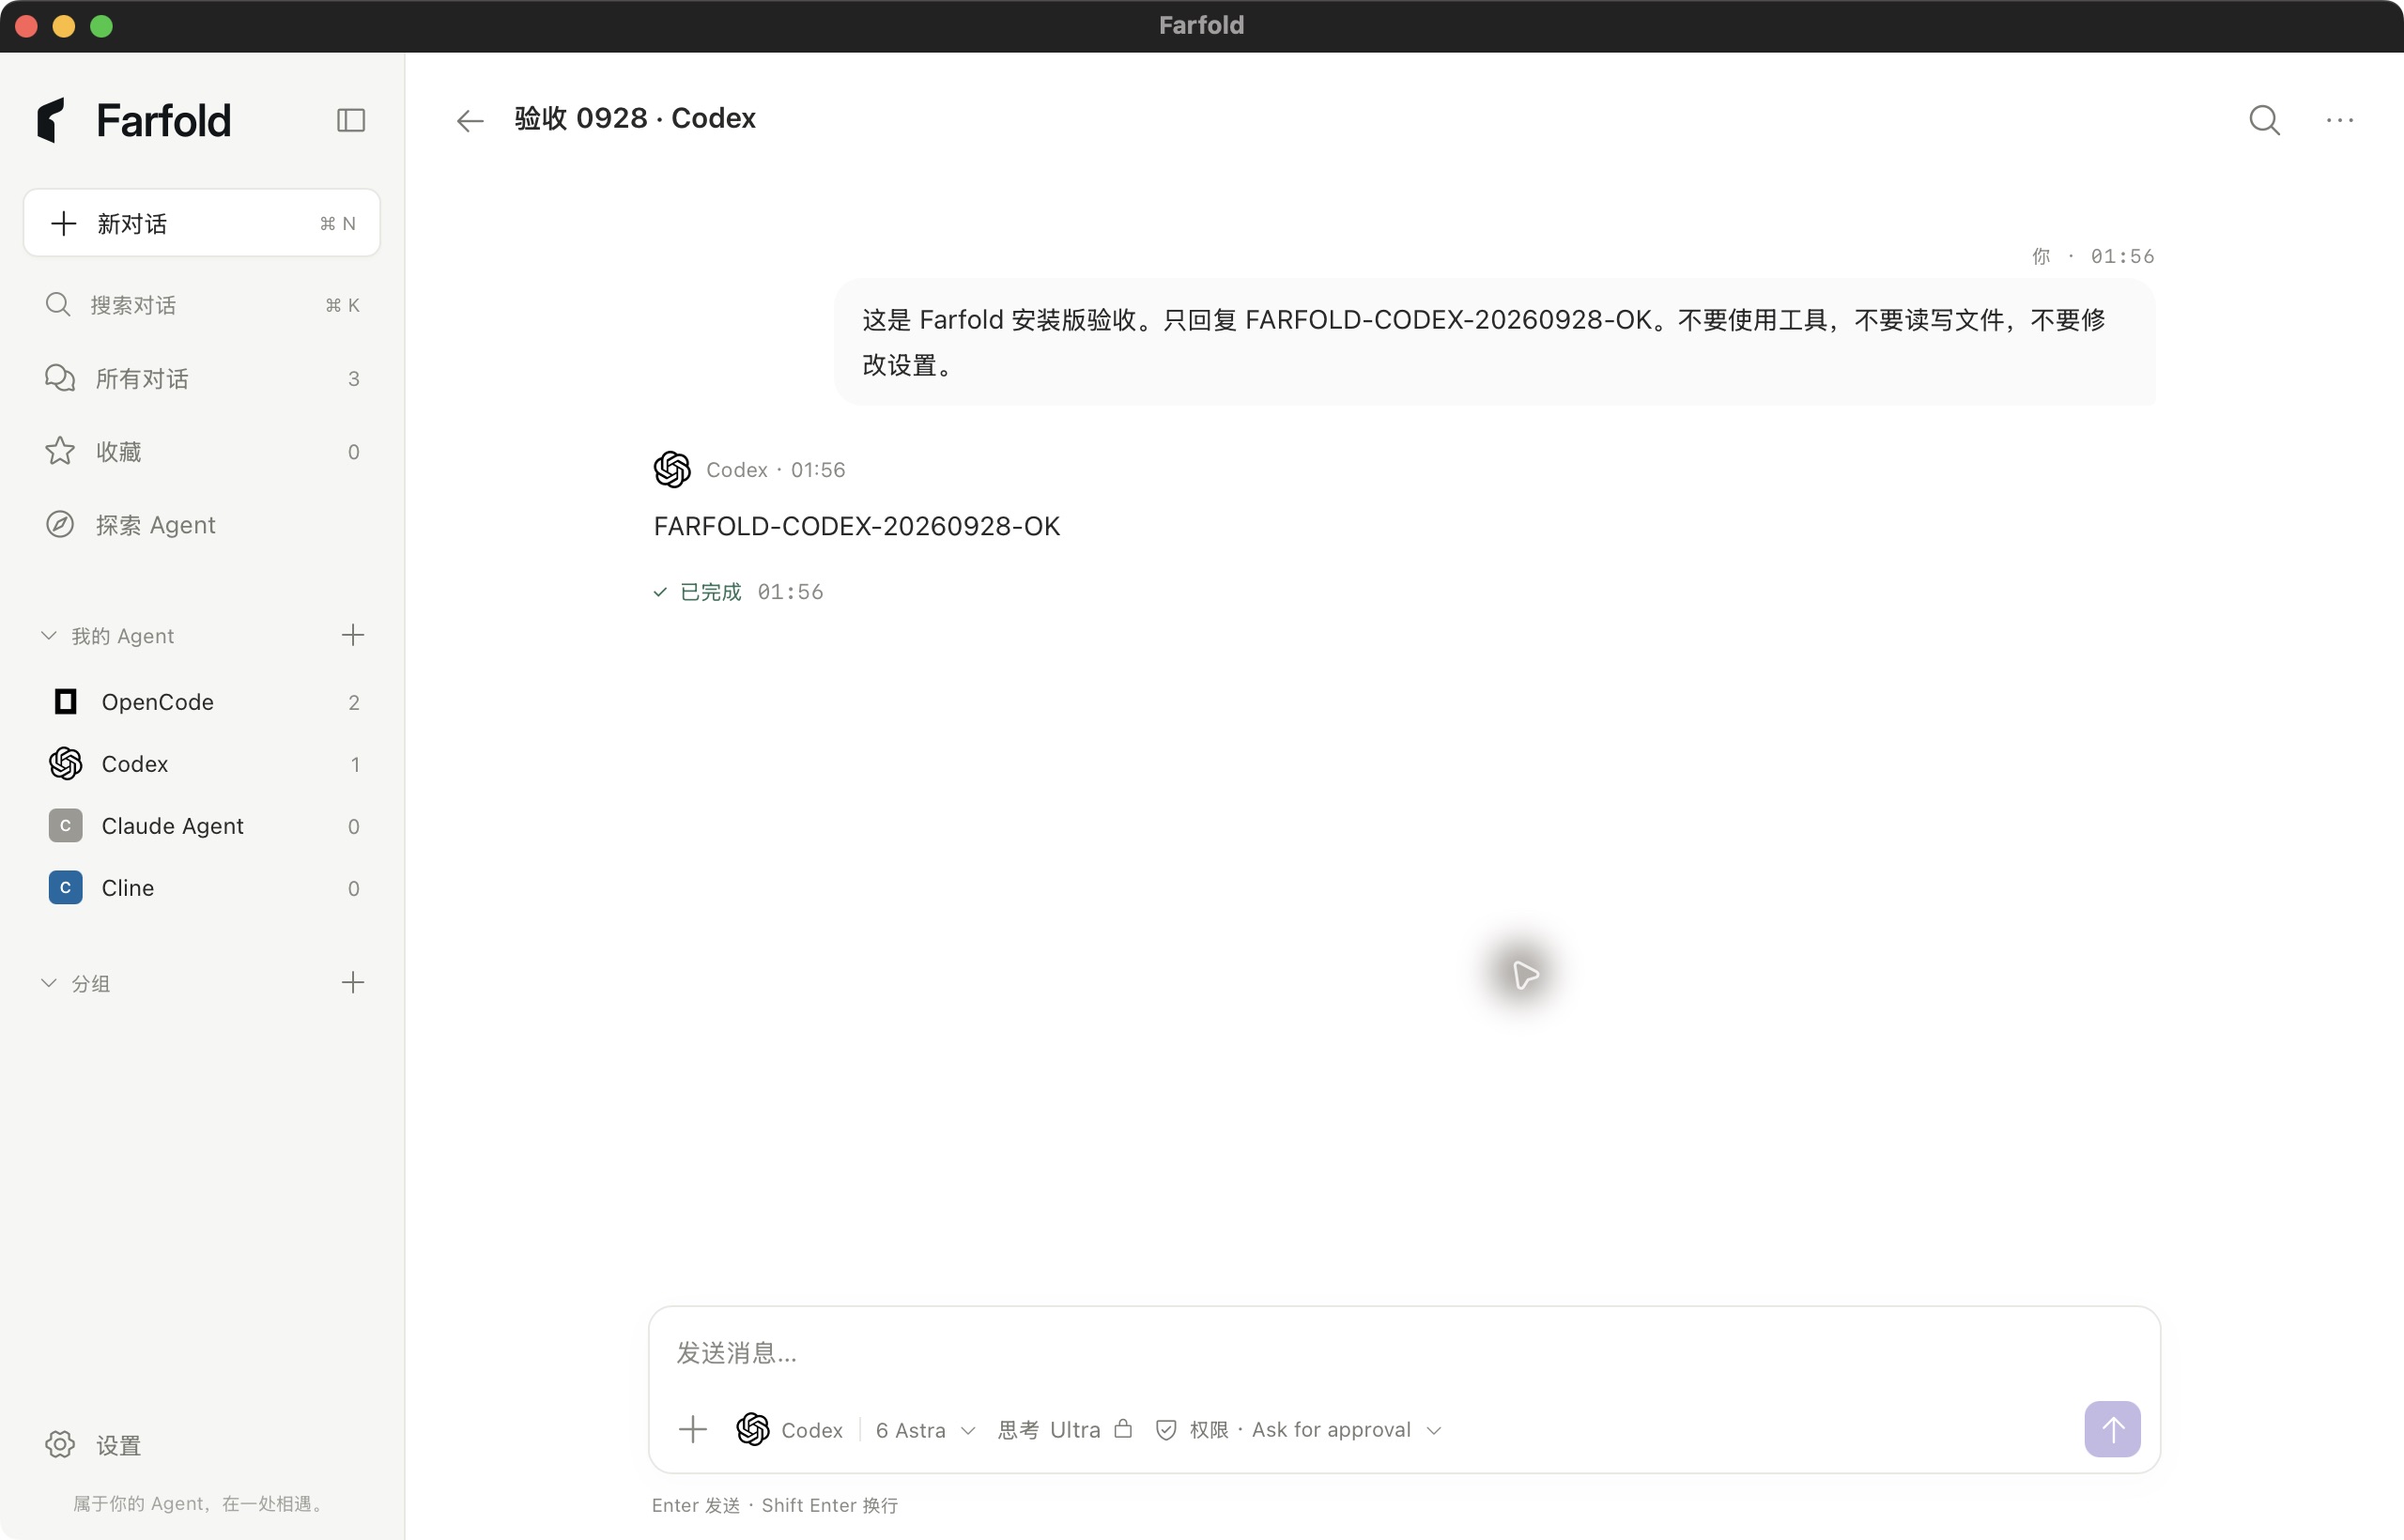 Farfold
Farfold
新对话 ⌘ N
搜索对话 ⌘ K
所有对话 3
收藏 0
探索 Agent
我的 Agent
OpenCode 2
Codex 1
C Claude Agent 0
C Cline 0
分组
设置
属于你的 Agent，在一处相遇。
验收 0928 · Codex
你 · 01:56
这是 Farfold 安装版验收。只回复 FARFOLD-CODEX-20260928-OK。不要使用工具，不要读写文件，不要修
改设置。
Codex · 01:56
FARFOLD-CODEX-20260928-OK
已完成 01:56
发送消息...
Codex 6 Astra 思考 Ultra 权限 · Ask for approval
Enter 发送 · Shift Enter 换行